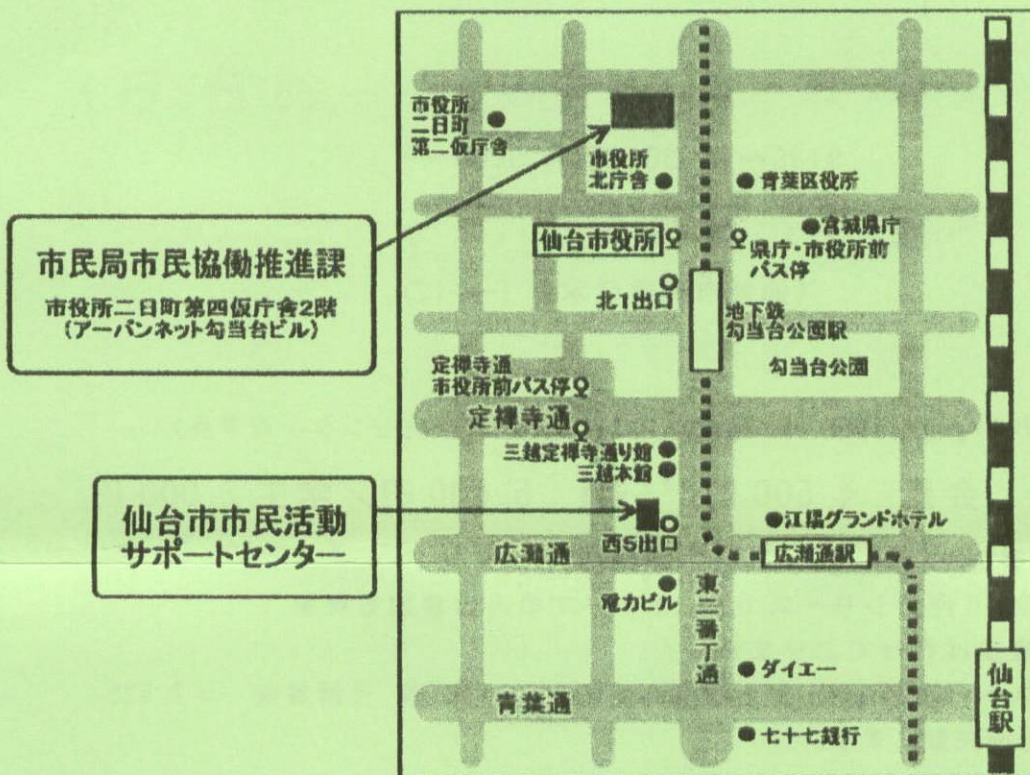 市役所
二日町
第二仮庁舎
市役所
北庁舎
青葉区役所
市民局市民協働推進課
市役所二日町第四仮庁舎2階
(アーバンネット勾当台ビル)
仙台市役所
宮城県庁
県庁・市役所前
バス停
北1出口
地下鉄
勾当台公園駅
勾当台公園
定禅寺通
市役所前バス停
定禅寺通
三越定禅寺通り館
三越本館
仙台市市民活動
サポートセンター
江陽グランドホテル
西5出口
広瀬通
広瀬通駅
電力ビル
東二番丁通
ダイエー
仙台駅
青葉通
七十七銀行